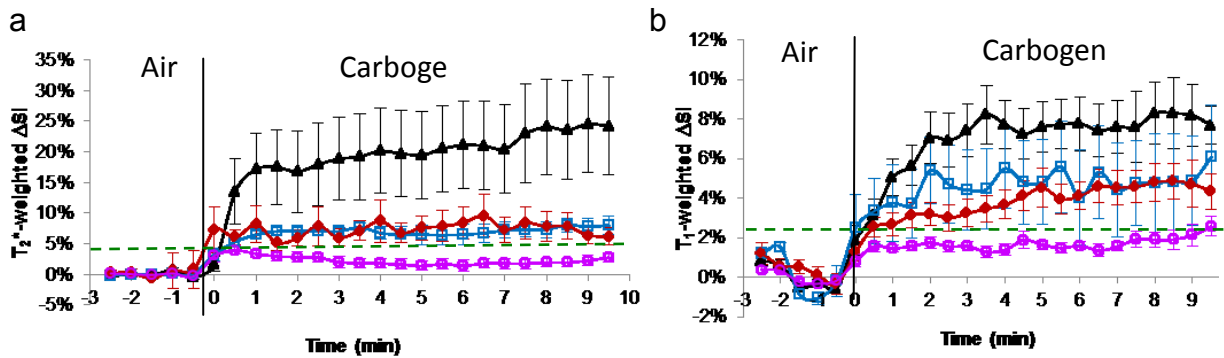 a
T2*-weighted ΔSI
35%
30%
25%
20%
15%
10%
5%
0%
-5%
Air
Carboge
-3 -2 -1 0 1 2 3 4 5 6 7 8 9 10
Time (min)
b
T1-weighted ΔSI
12%
10%
8%
6%
4%
2%
0%
-2%
Air
Carbogen
-3 -2 -1 0 1 2 3 4 5 6 7 8 9
Time (min)